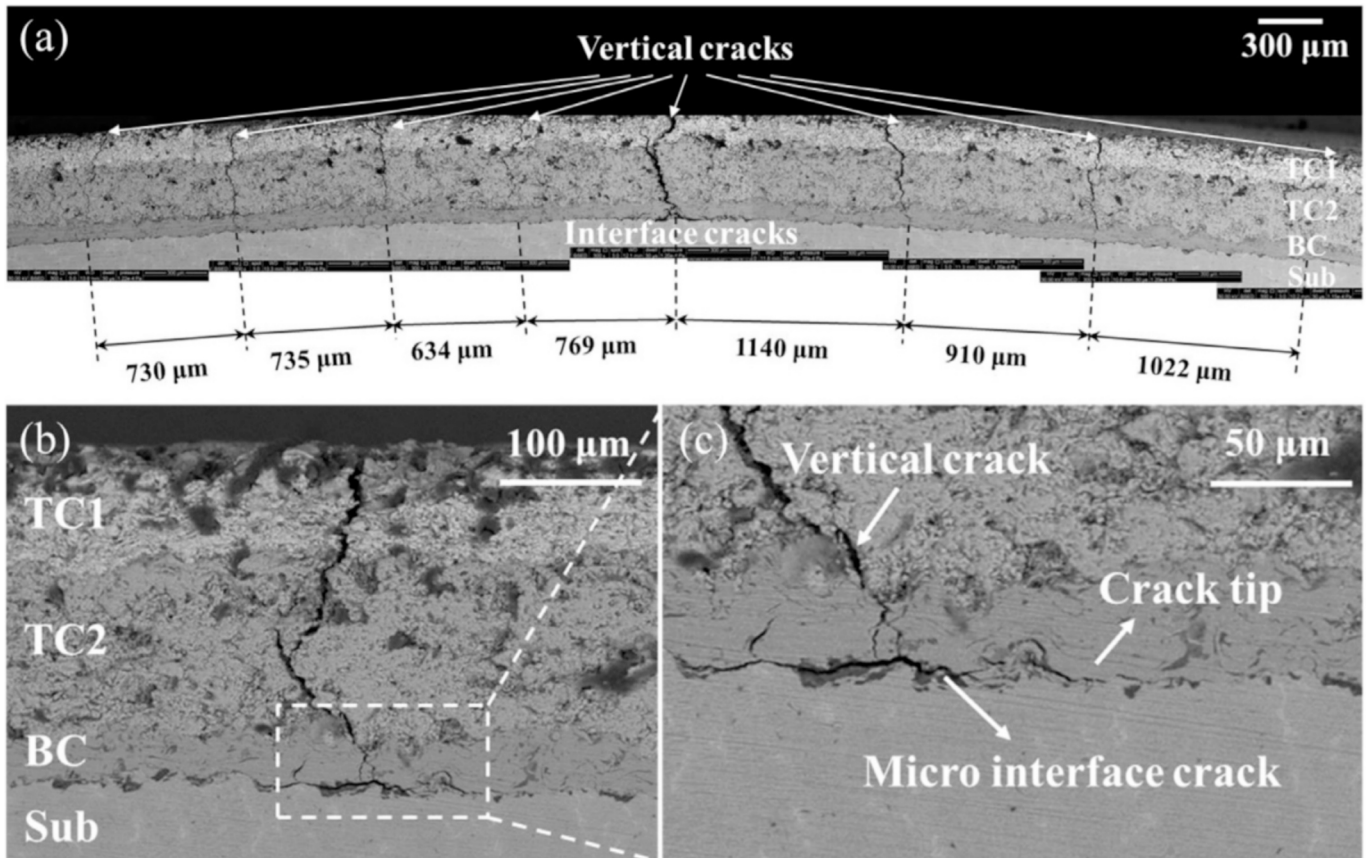 (a)
Vertical cracks
300 μm
TC1
TC2
BC
Sub
Interface cracks
730 μm
735 μm
634 μm
769 μm
1140 μm
910 μm
1022 μm
(b)
100 μm
TC1
TC2
BC
Sub
(c)
Vertical crack
50 μm
Crack tip
Micro interface crack